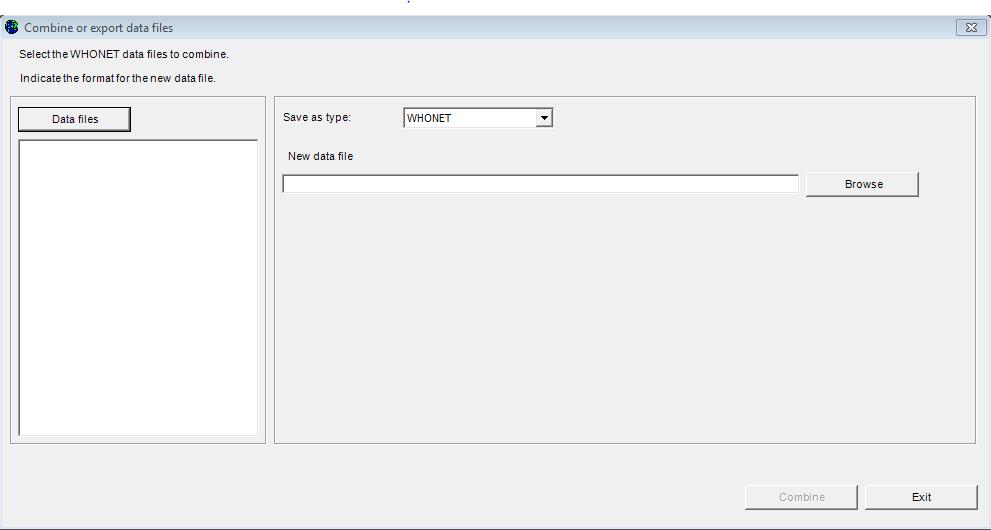 Combine or export data files
Select the WHONET data files to combine.
Indicate the format for the new data file.
Data files
Save as type: WHONET
New data file
Browse
Combine Exit